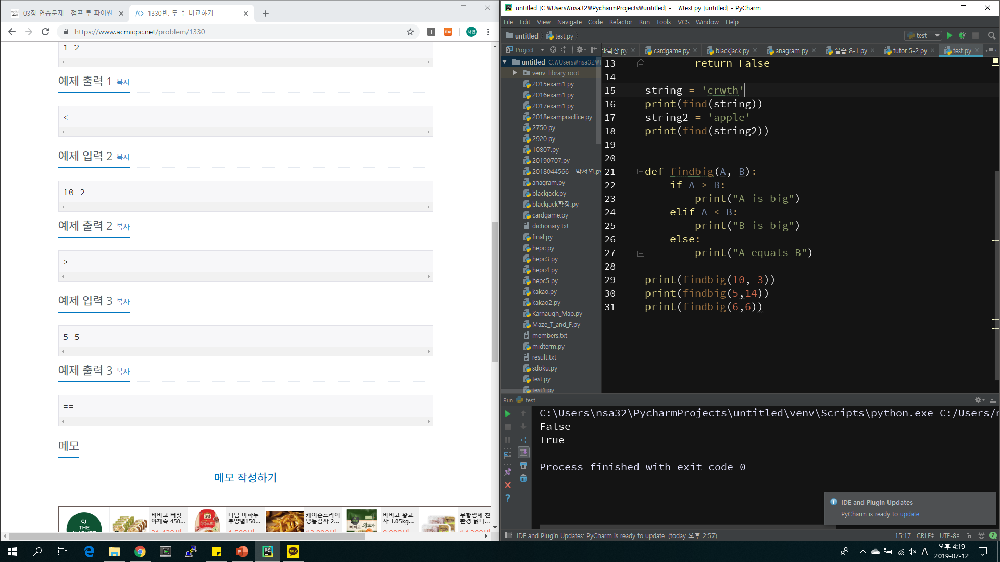 03장 연습문제 - 점프 투 파이썬
1330번: 두 수 비교하기
https://www.acmicpc.net/problem/1330
서연
1 2
예제 출력 1 복사
<
예제 입력 2 복사
10 2
예제 출력 2 복사
>
예제 입력 3 복사
5 5
예제 출력 3 복사
==
메모
메모 작성하기
CJ
THE
비비고 버섯
야채죽 450...
다담 마파두
부양념150...
케이준프라이
냉동감자 2...
비비고 왕교
자 1.05kg...
무항생제 친
환경 닭다...
untitled [C:₩Users₩nsa32₩PycharmProjects₩untitled] - ...₩test.py [untitled] - PyCharm
File Edit View Navigate Code Refactor Run Tools VCS Window Help
untitled test.py
test
Project
ck확장.py cardgame.py blackjack.py anagram.py 실습 8-1.py tutor 5-2.py test.py
untitled C:₩Users₩nsa32₩
venv library root
2015exam1.py
2016exam1.py
2017exam1.py
2018exampractice.py
2750.py
2920.py
10807.py
20190707.py
2018044566 - 박서연.py
anagram.py
blackjack.py
blackjack확장.py
cardgame.py
dictionary.txt
final.py
hepc.py
hepc3.py
hepc4.py
hepc5.py
kakao.py
kakao2.py
Karnaugh_Map.py
Maze_T_and_F.py
members.txt
midterm.py
result.txt
sdoku.py
test.py
test1.py
13 return False
14
15 string = 'crwth'
16 print(find(string))
17 string2 = 'apple'
18 print(find(string2))
19
20
21 def findbig(A, B):
22 if A > B:
23 print("A is big")
24 elif A < B:
25 print("B is big")
26 else:
27 print("A equals B")
28
29 print(findbig(10, 3))
30 print(findbig(5,14))
31 print(findbig(6,6))
Run test
C:\Users\nsa32\PycharmProjects\untitled\venv\Scripts\python.exe C:/Users/n
False
True
Process finished with exit code 0
IDE and Plugin Updates
PyCharm is ready to update.
IDE and Plugin Updates: PyCharm is ready to update. (today 오후 2:57)
15:17 CRLF UTF-8
2
PC
TALK
A
오후 4:19
2019-07-12